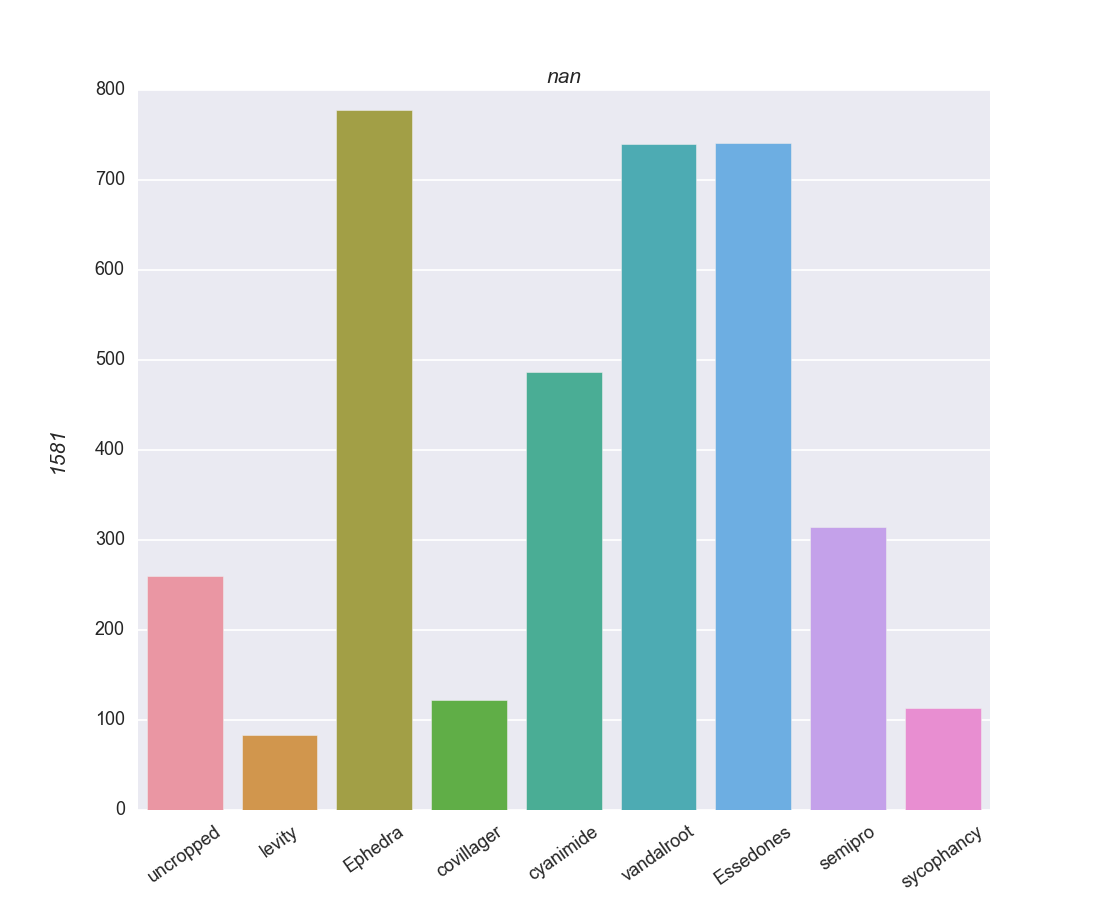 nan
1581
800
700
600
500
400
300
200
100
0
uncropped
levity
Ephedra
covillager
cyanimide
vandalroot
Essedones
semipro
sycophancy